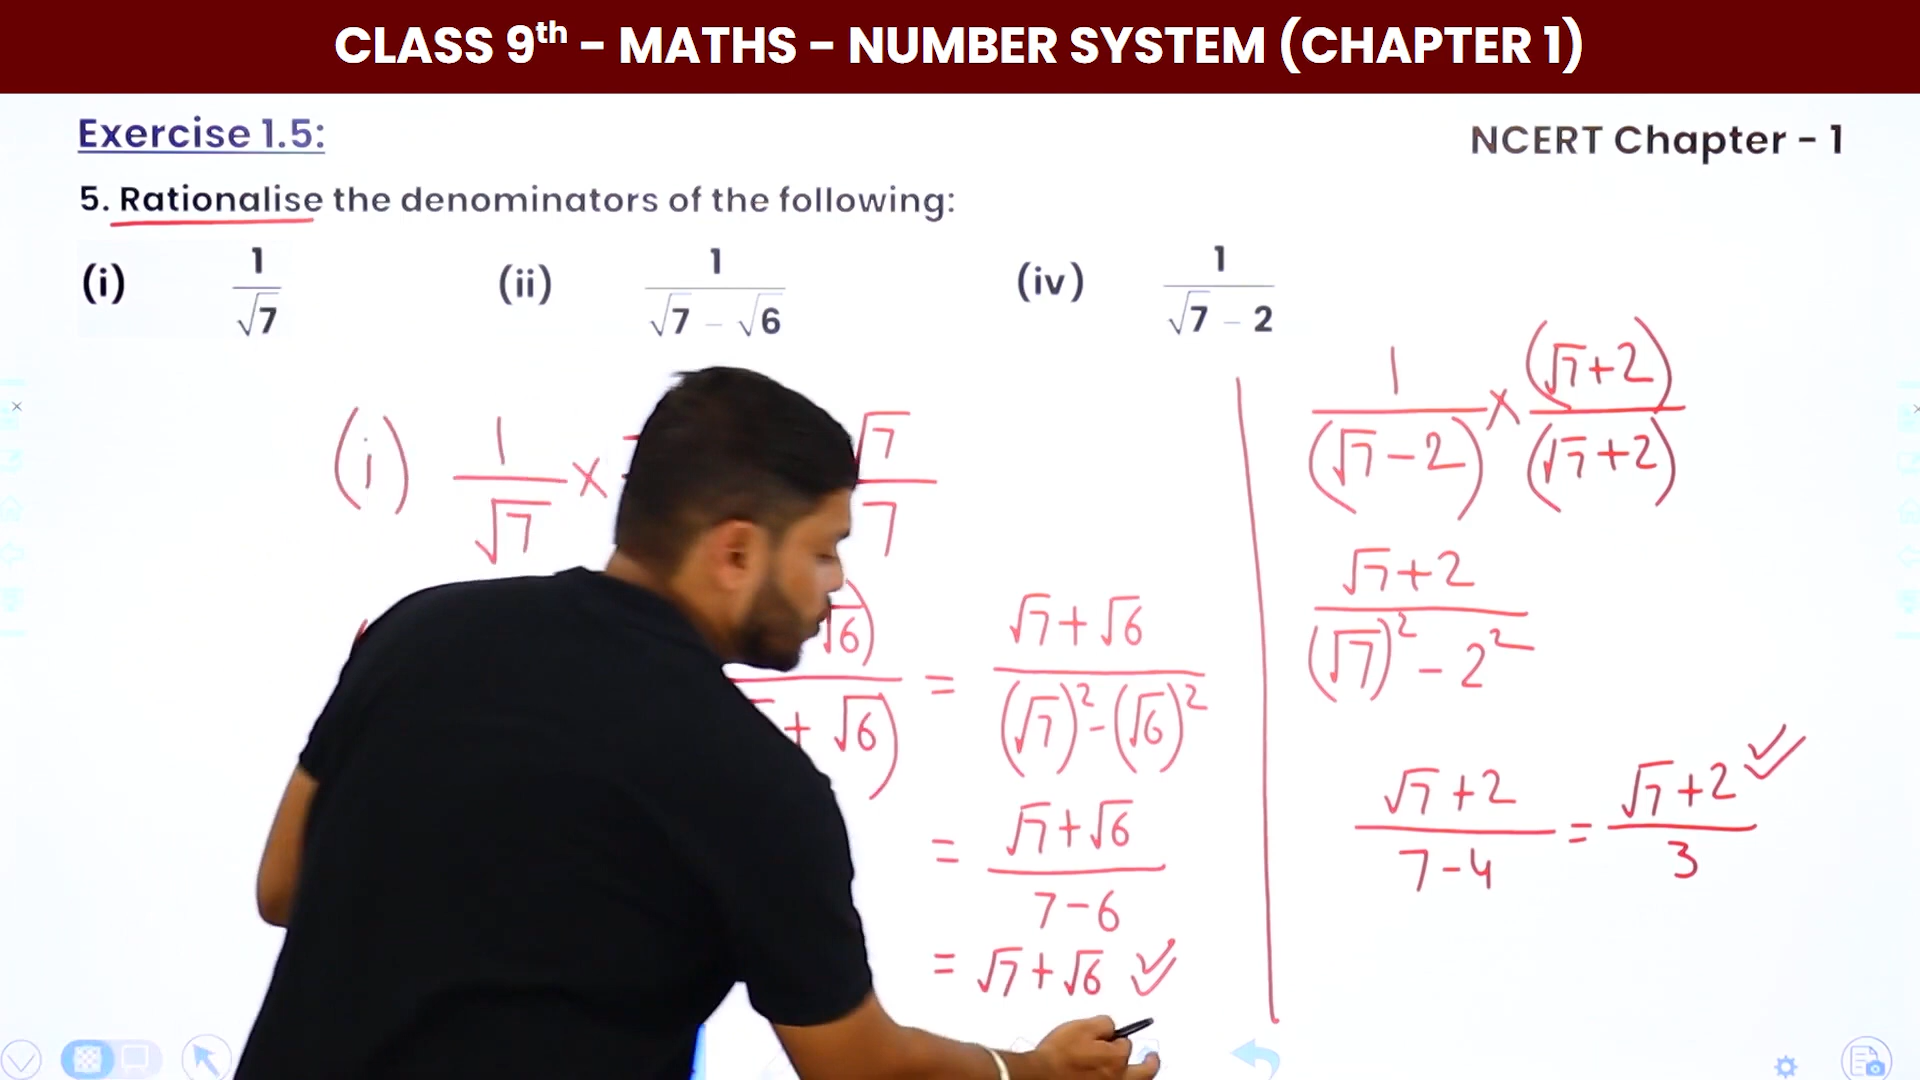 CLASS 9th - MATHS - NUMBER SYSTEM (CHAPTER 1)
Exercise 1.5:
NCERT Chapter - 1
5. Rationalise the denominators of the following:
(i) 1/√7 (ii) 1/(√7 - √6) (iv) 1/(√7 - 2)
(i) 1/√7 ×
√7/7
√6)
+ √6)
= (√7+√6)/((√7)²-(√6)²)
= (√7+√6)/(7-6)
= √7+√6
1/(√7-2) × (√7+2)/(√7+2)
(√7+2)/((√7)²-2²)
(√7+2)/(7-4) = (√7+2)/3